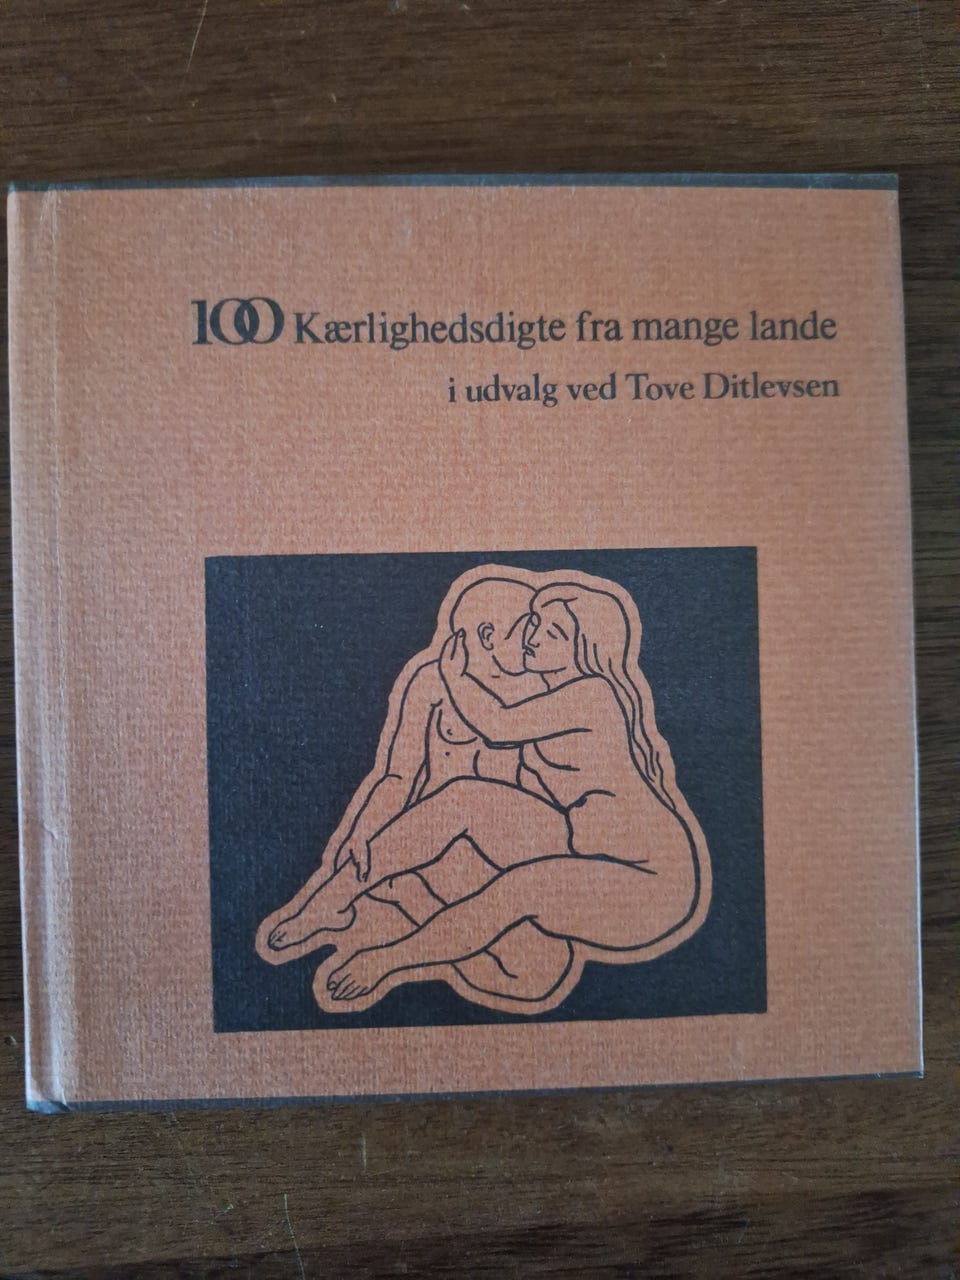 100 Kærlighedsdigte fra mange lande
i udvalg ved Tove Ditlevsen